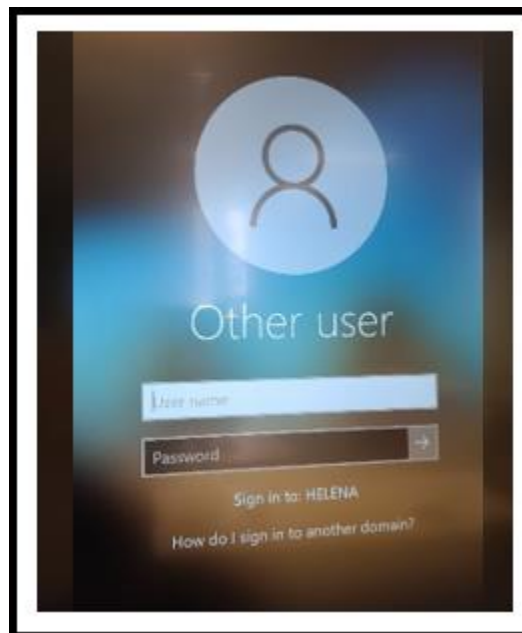 Other user
User name
Password
Sign in to: HELENA
How do I sign in to another domain?